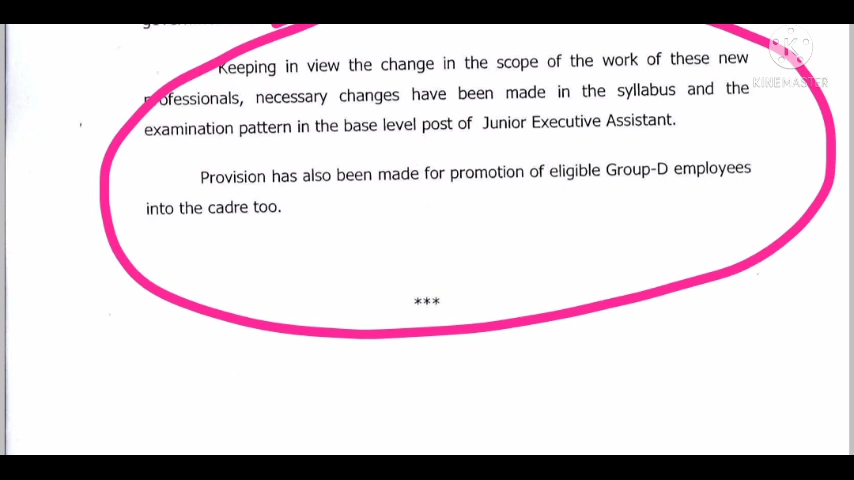 Keeping in view the change in the scope of the work of these new
professionals, necessary changes have been made in the syllabus and the
examination pattern in the base level post of Junior Executive Assistant.
Provision has also been made for promotion of eligible Group-D employees
into the cadre too.
***
KINEMASTER